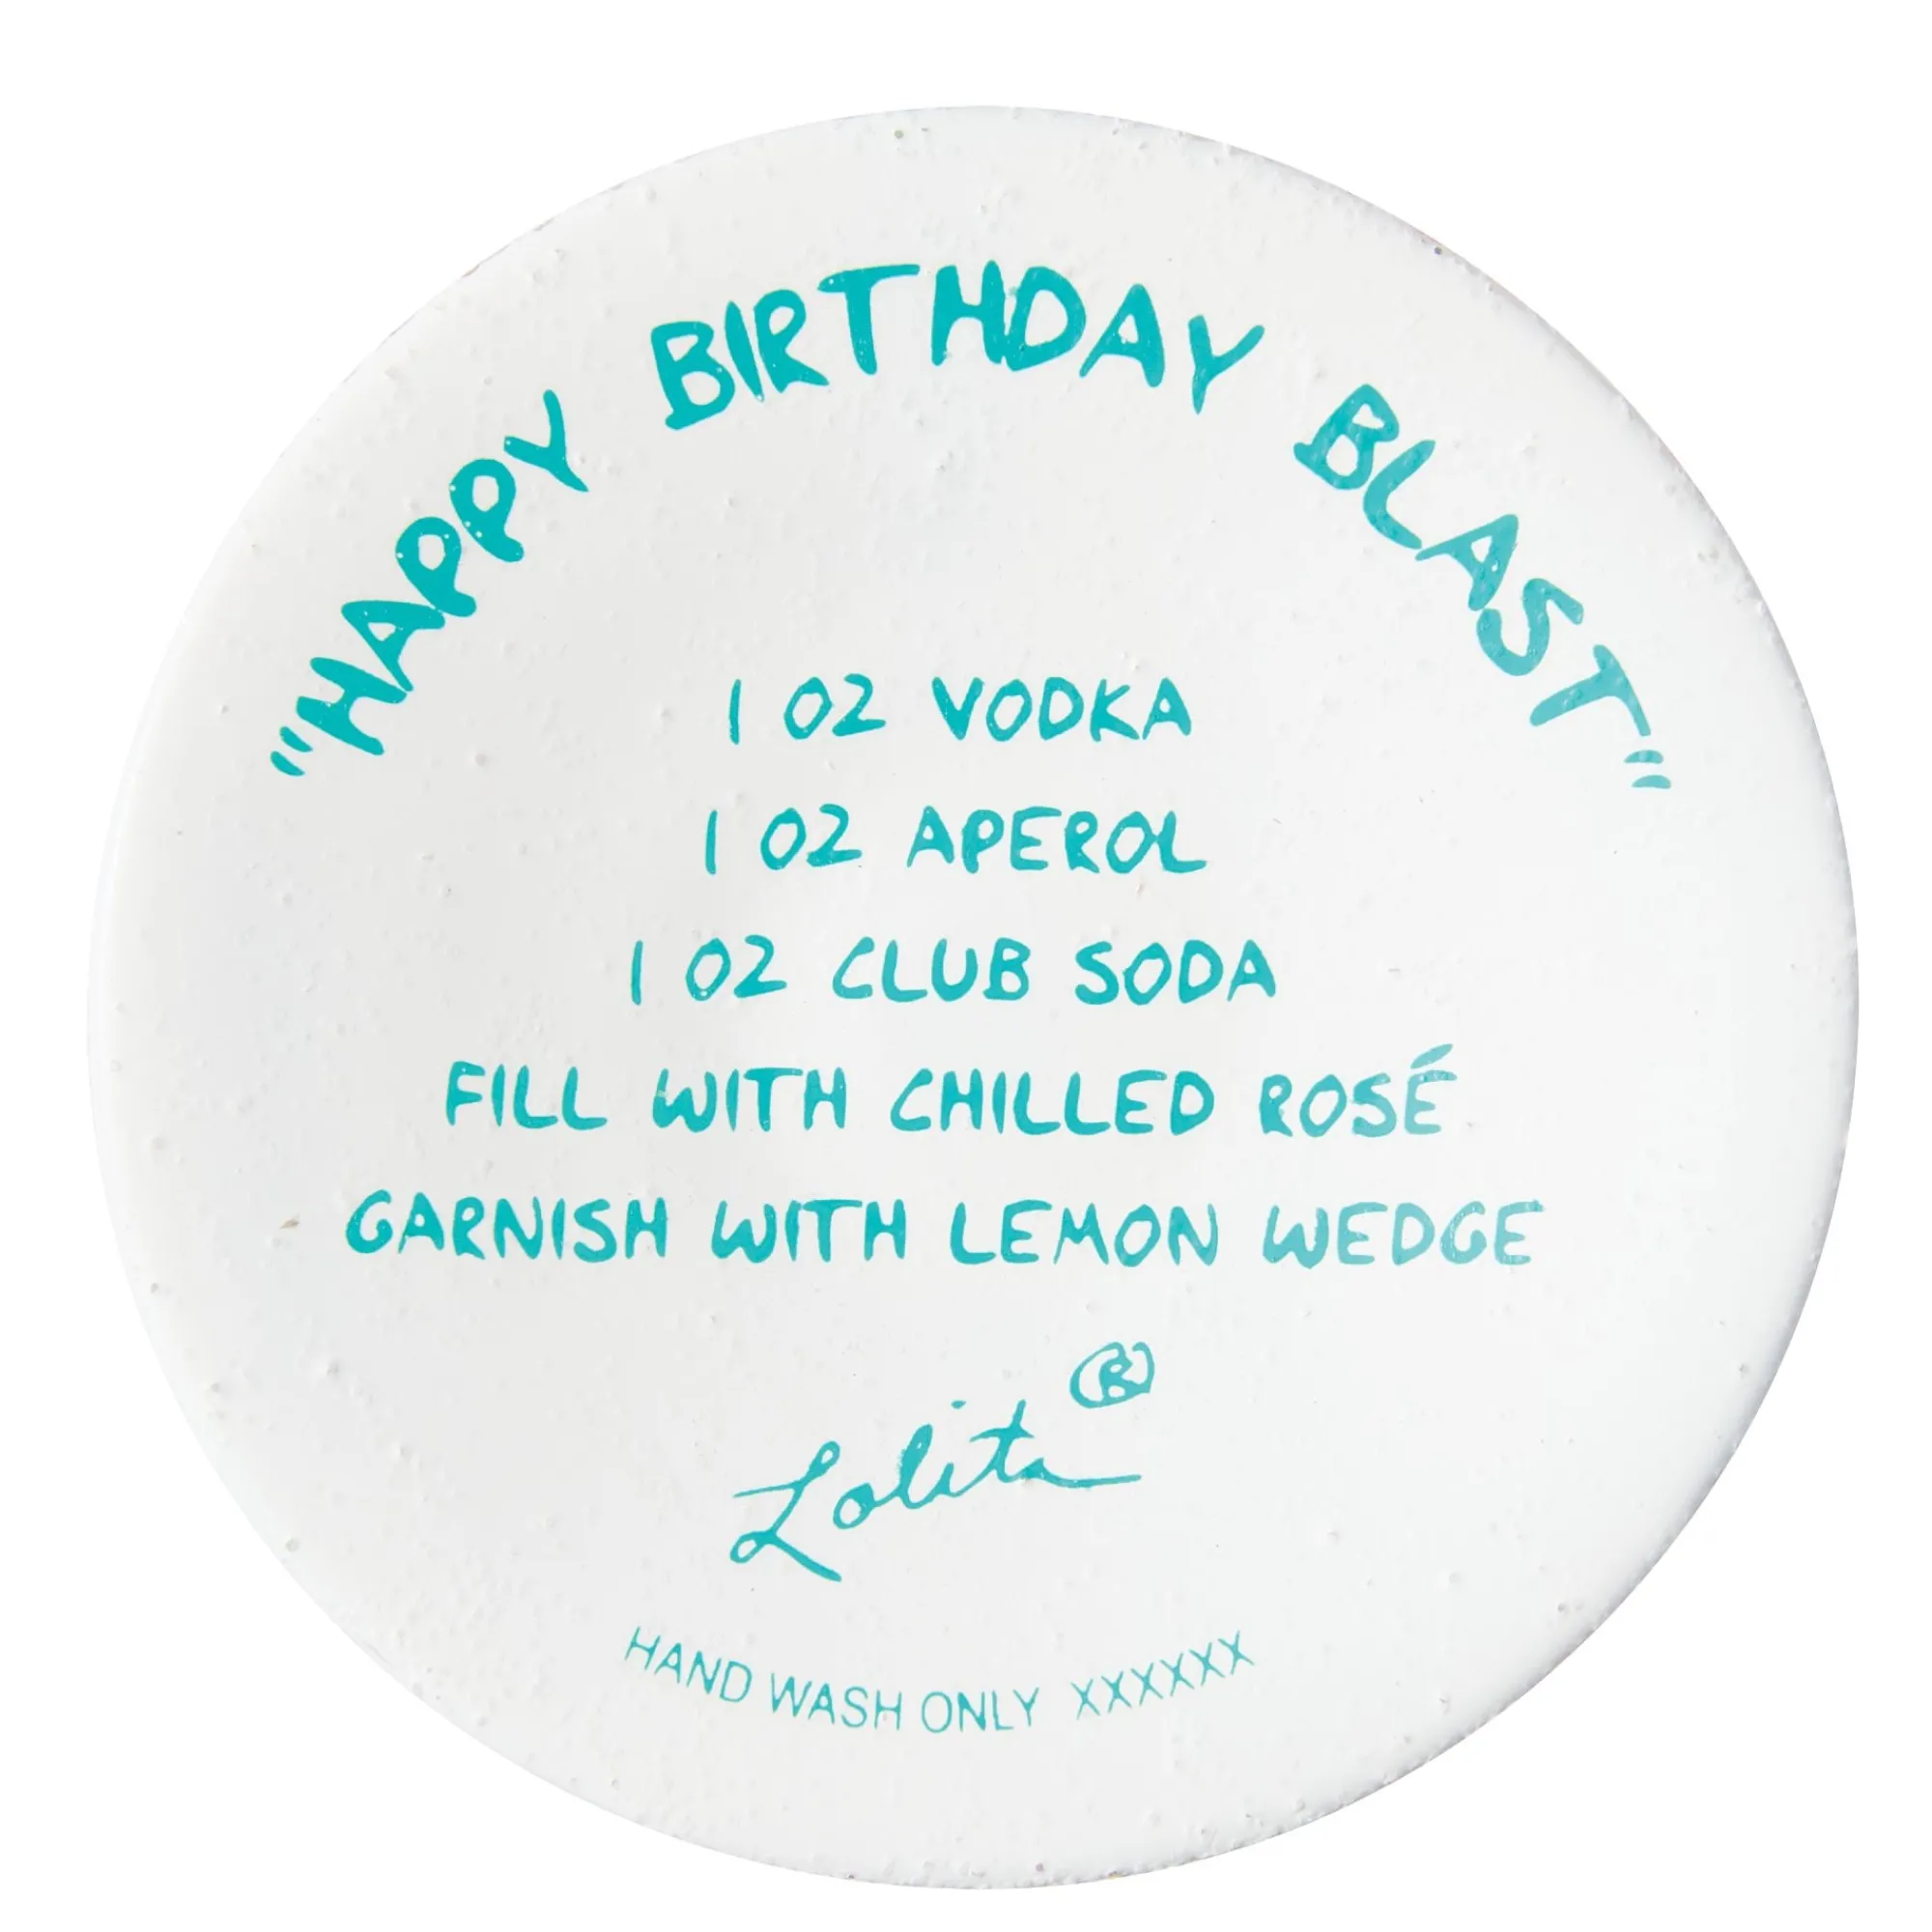 "HAPPY BIRTHDAY BLAST"
1 OZ VODKA
1 OZ APEROL
1 OZ CLUB SODA
FILL WITH CHILLED ROSÉ
GARNISH WITH LEMON WEDGE
Lolita®
HAND WASH ONLY XXXXXX